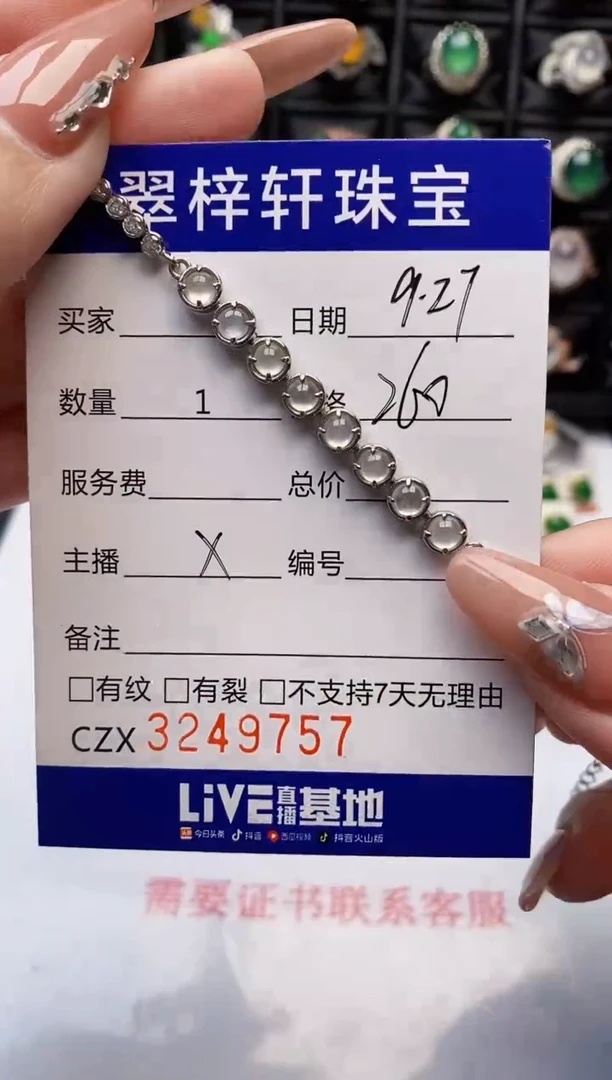 翠梓轩珠宝
买家 日期 9.27
数量 1 格 260
服务费 总价
主播 X 编号
备注
□有纹 □有裂 □不支持7天无理由
CZX 3249757
LiVE直播基地
今日头条 抖音 西瓜视频 抖音火山版
需要证书联系客服